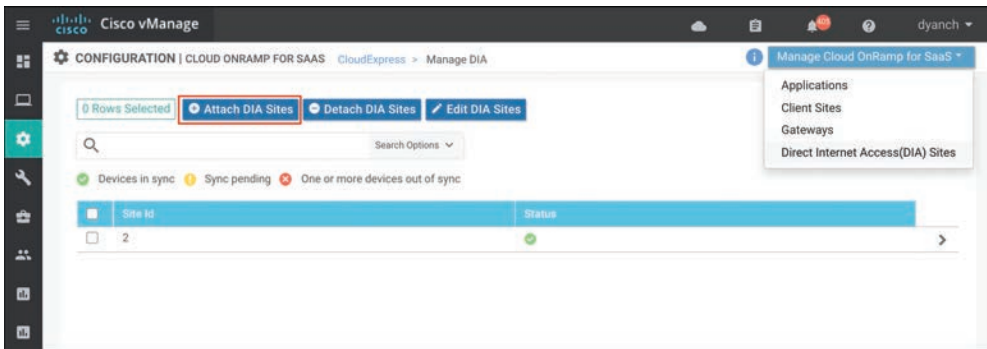 cisco Cisco vManage 605 dyanch
CONFIGURATION | CLOUD ONRAMP FOR SAAS CloudExpress > Manage DIA Manage Cloud OnRamp for SaaS
Applications
Client Sites
Gateways
Direct Internet Access(DIA) Sites
0 Rows Selected Attach DIA Sites Detach DIA Sites Edit DIA Sites
Search Options
Devices in sync Sync pending One or more devices out of sync
Site Id Status
2